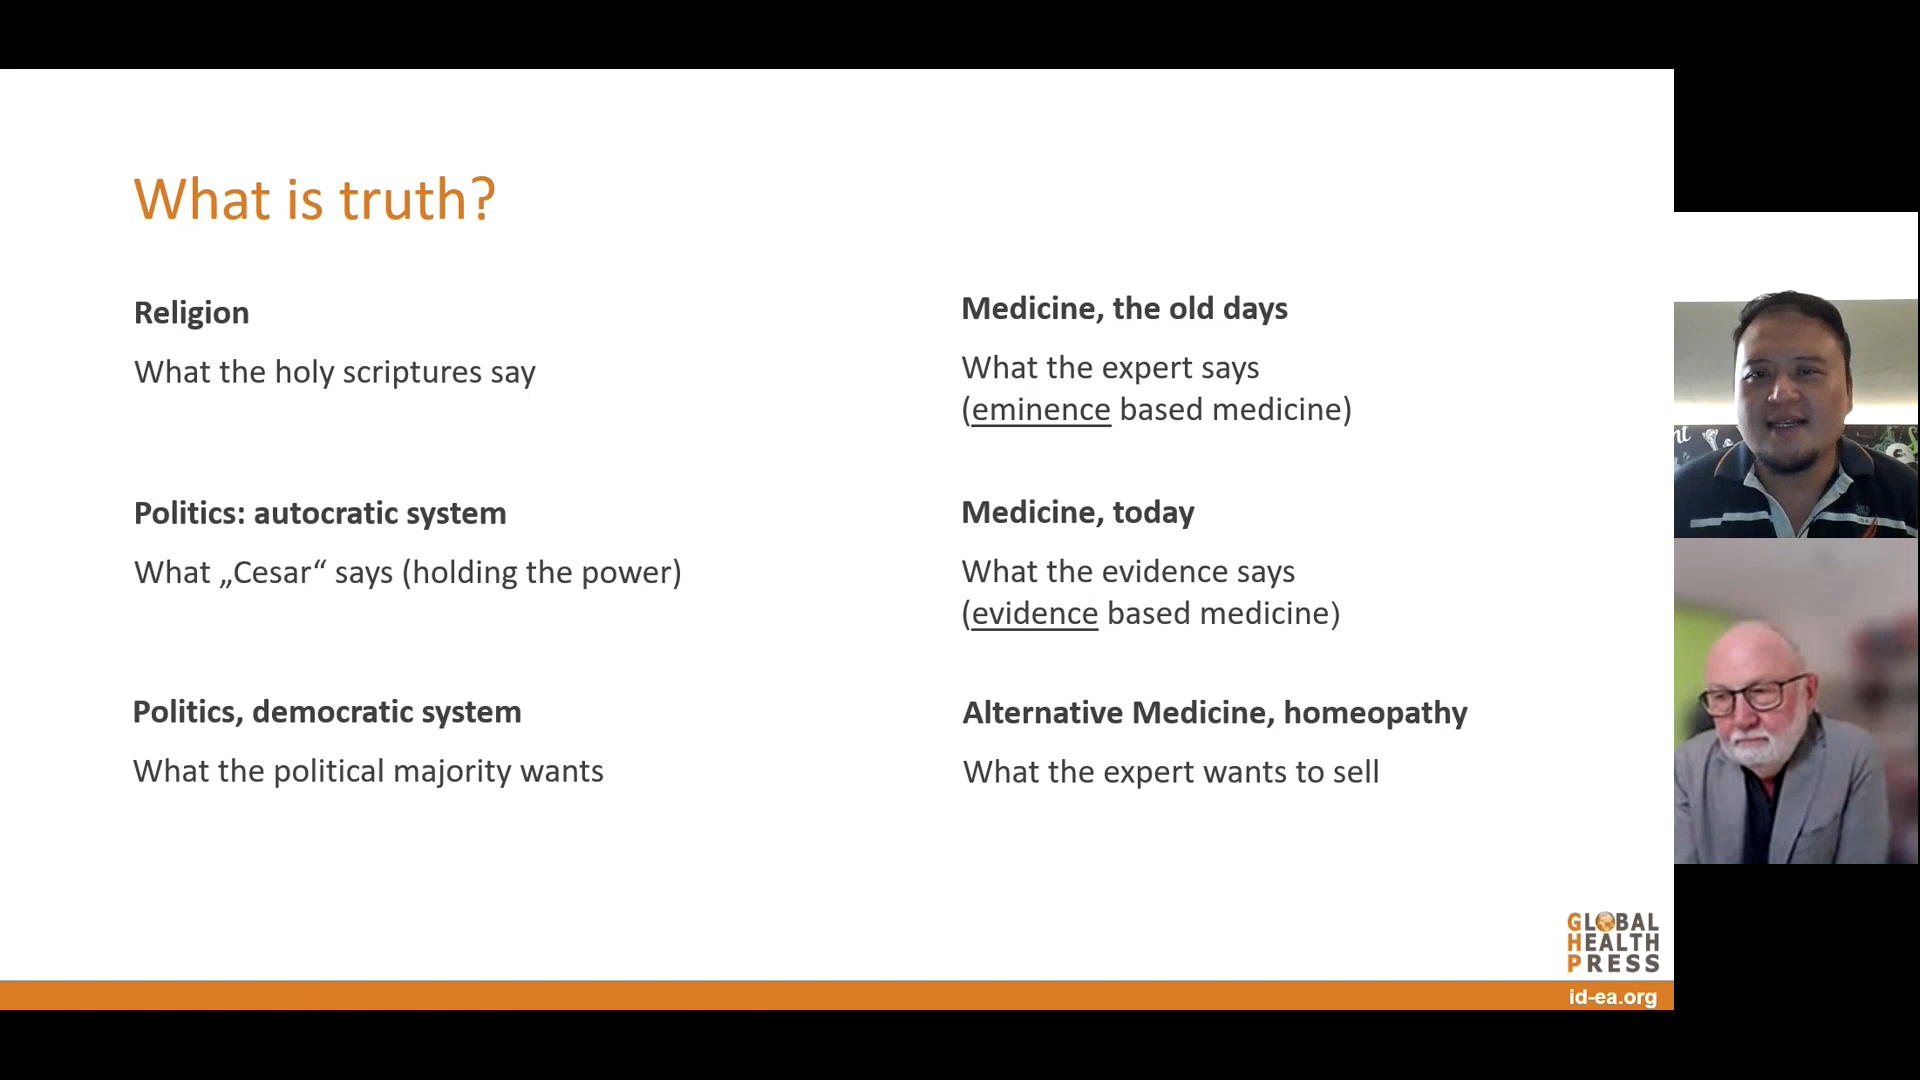 What is truth?
Religion
What the holy scriptures say
Politics: autocratic system
What „Cesar“ says (holding the power)
Politics, democratic system
What the political majority wants
Medicine, the old days
What the expert says
(eminence based medicine)
Medicine, today
What the evidence says
(evidence based medicine)
Alternative Medicine, homeopathy
What the expert wants to sell
GLOBAL
HEALTH
PRESS
id-ea.org